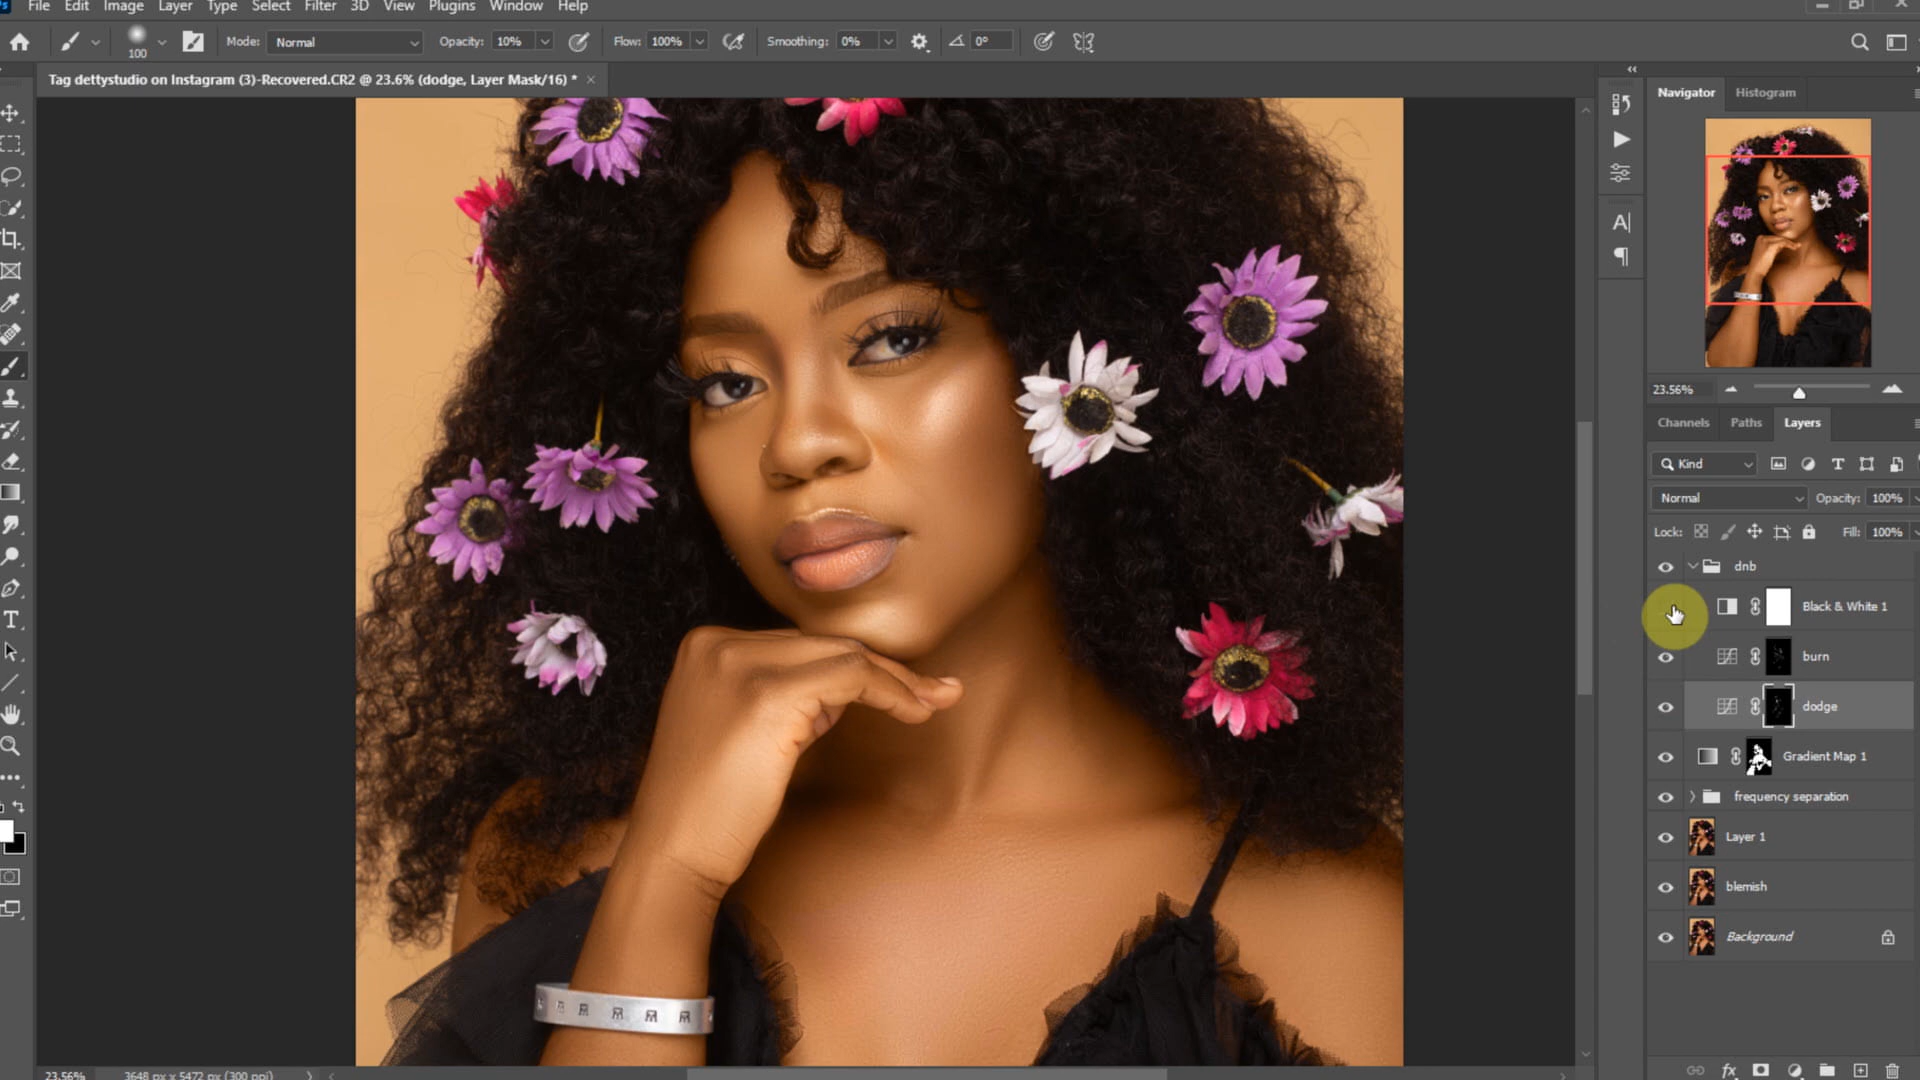 File Edit Image Layer Type Select Filter 3D View Plugins Window Help
100 Mode: Normal Opacity: 10% Flow: 100% Smoothing: 0% 0°
Tag dettystudio on Instagram (3)-Recovered.CR2 @ 23.6% (dodge, Layer Mask/16) *
Navigator Histogram
23.56%
Channels Paths Layers
Kind
Normal Opacity: 100%
Lock: Fill: 100%
dnb
Black & White 1
burn
dodge
Gradient Map 1
frequency separation
Layer 1
blemish
Background
23.56% 3648 px x 5472 px (300 ppi)